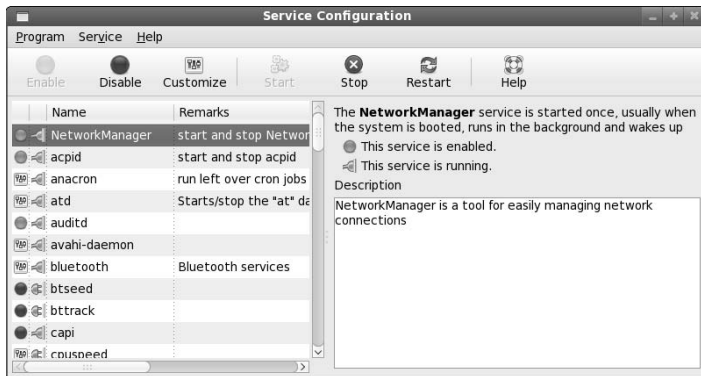 Service Configuration
Program Service Help
Enable Disable Customize Start Stop Restart Help
Name Remarks
NetworkManager start and stop Networ
acpid start and stop acpid
anacron run left over cron jobs
atd Starts/stop the "at" da
auditd
avahi-daemon
bluetooth Bluetooth services
btseed
bttrack
capi
cpuspeed
The NetworkManager service is started once, usually when
the system is booted, runs in the background and wakes up
This service is enabled.
This service is running.
Description
NetworkManager is a tool for easily managing network
connections